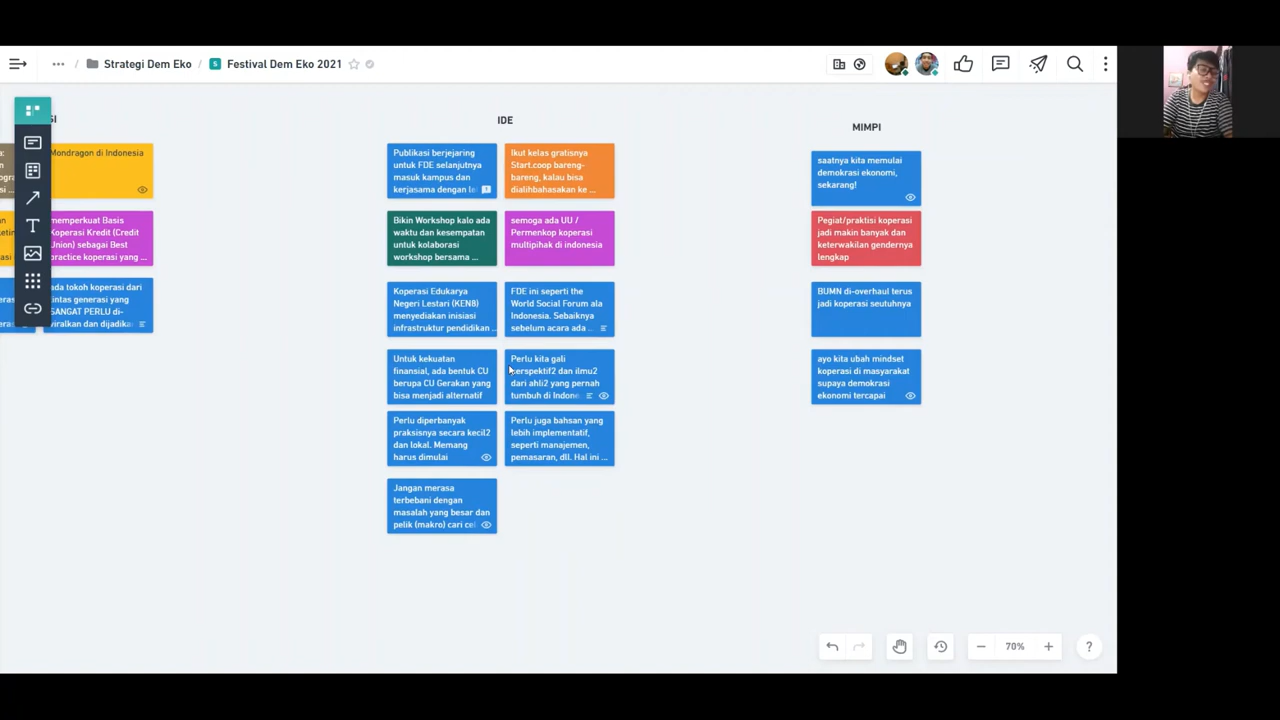 ... / Strategi Dem Eko / S Festival Dem Eko 2021
SI
Mondragon di Indonesia
memperkuat Basis
Koperasi Kredit (Credit
Union) sebagai Best
practice koperasi yang ...
ada tokoh koperasi dari
lintas generasi yang
SANGAT PERLU di-
viralkan dan dijadika
IDE
Publikasi berjejaring
untuk FDE selanjutnya
masuk kampus dan
kerjasama dengan le
Ikut kelas gratisnya
Start.coop bareng-
bareng, kalau bisa
dialihbahasakan ke ...
Bikin Workshop kalo ada
waktu dan kesempatan
untuk kolaborasi
workshop bersama ...
semoga ada UU /
Permenkop koperasi
multipihak di indonesia
Koperasi Edukarya
Negeri Lestari (KEN8)
menyediakan inisiasi
infrastruktur pendidikan ...
FDE ini seperti the
World Social Forum ala
Indonesia. Sebaiknya
sebelum acara ada ...
Untuk kekuatan
finansial, ada bentuk CU
berupa CU Gerakan yang
bisa menjadi alternatif
Perlu kita gali
perspektif2 dan ilmu2
dari ahli2 yang pernah
tumbuh di Indone
Perlu diperbanyak
praksisnya secara kecil2
dan lokal. Memang
harus dimulai
Perlu juga bahsan yang
lebih implementatif,
seperti manajemen,
pemasaran, dll. Hal ini ...
Jangan merasa
terbebani dengan
masalah yang besar dan
pelik (makro) cari cel
MIMPI
saatnya kita memulai
demokrasi ekonomi,
sekarang!
Pegiat/praktisi koperasi
jadi makin banyak dan
keterwakilan gendernya
lengkap
BUMN di-overhaul terus
jadi koperasi seutuhnya
ayo kita ubah mindset
koperasi di masyarakat
supaya demokrasi
ekonomi tercapai
70%
?